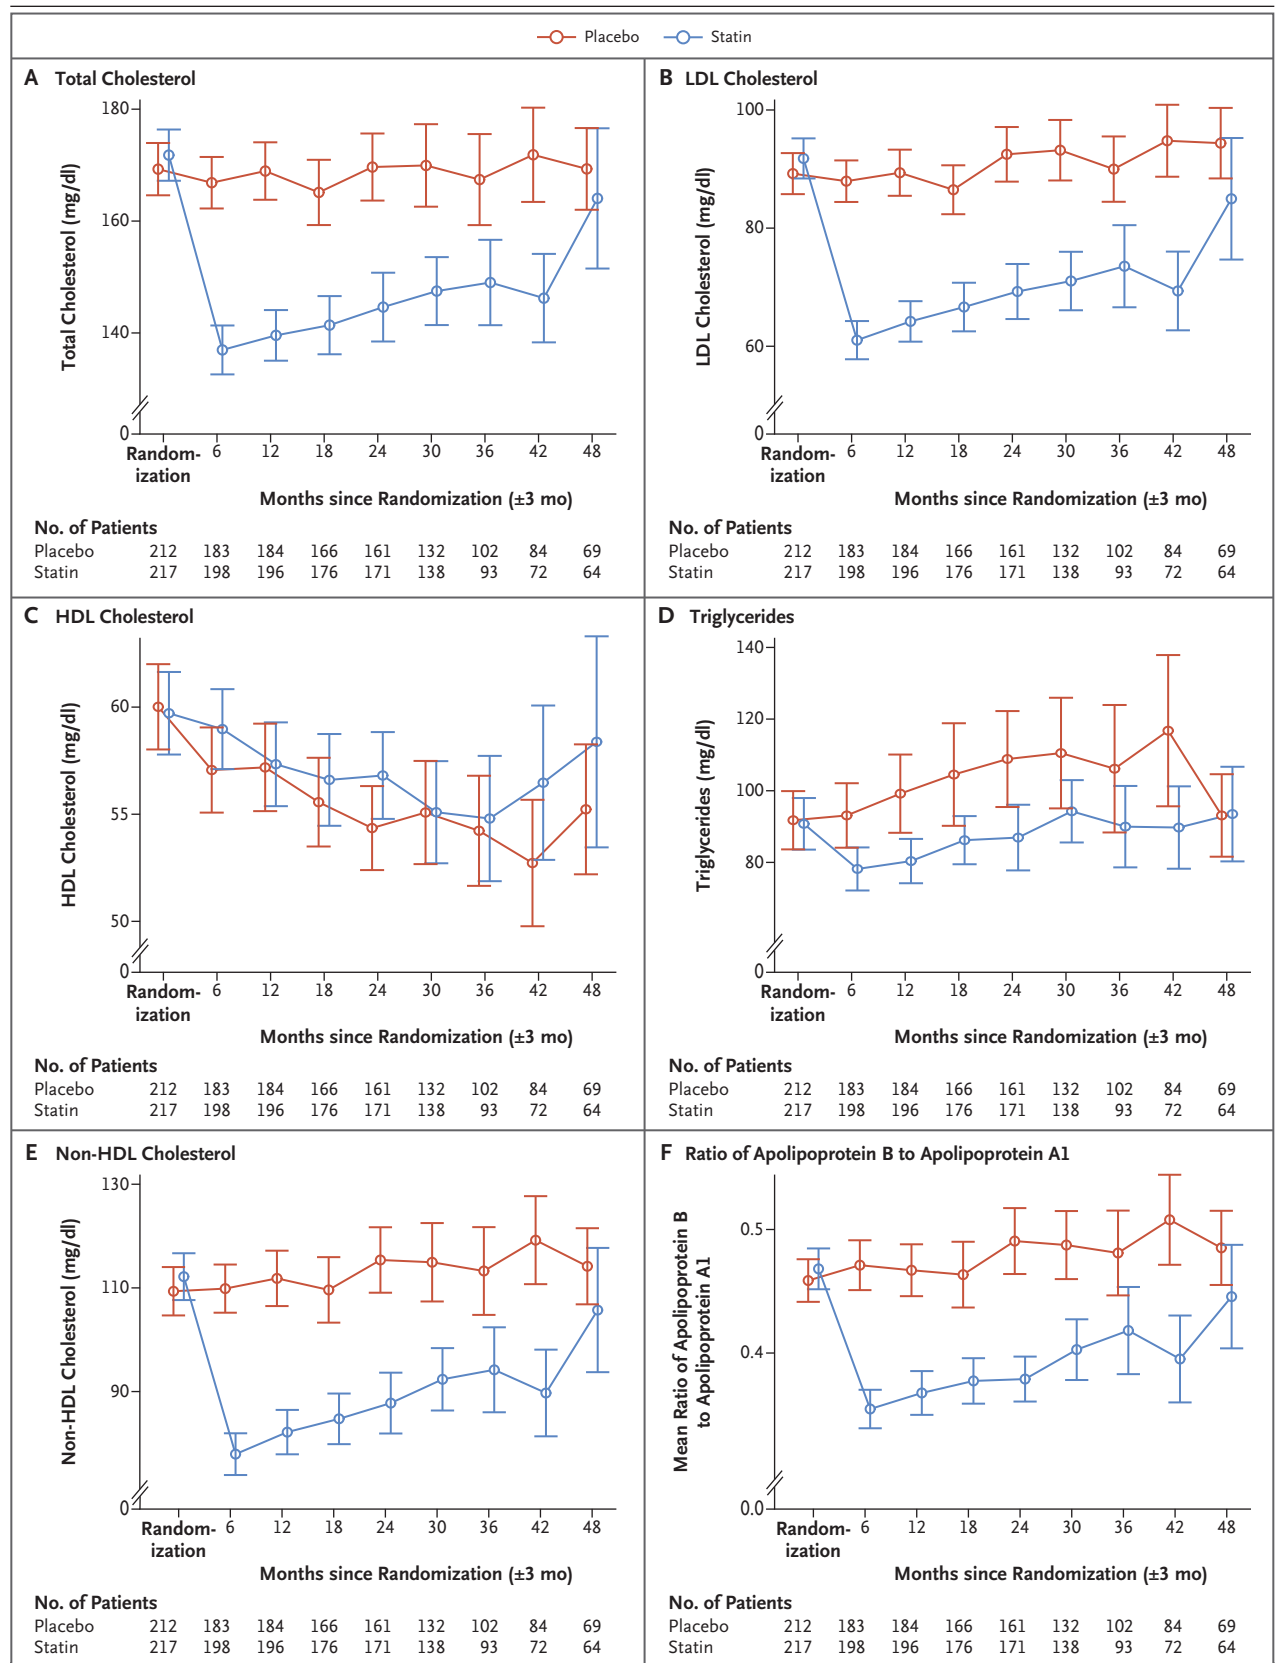 Placebo Statin
A Total Cholesterol
180
160
140
0
Total Cholesterol (mg/dl)
Random-ization 6 12 18 24 30 36 42 48
Months since Randomization (±3 mo)
No. of Patients
Placebo 212 183 184 166 161 132 102 84 69
Statin 217 198 196 176 171 138 93 72 64
B LDL Cholesterol
100
80
60
0
LDL Cholesterol (mg/dl)
Random-ization 6 12 18 24 30 36 42 48
Months since Randomization (±3 mo)
No. of Patients
Placebo 212 183 184 166 161 132 102 84 69
Statin 217 198 196 176 171 138 93 72 64
C HDL Cholesterol
60
55
50
0
HDL Cholesterol (mg/dl)
Random-ization 6 12 18 24 30 36 42 48
Months since Randomization (±3 mo)
No. of Patients
Placebo 212 183 184 166 161 132 102 84 69
Statin 217 198 196 176 171 138 93 72 64
D Triglycerides
140
120
100
80
0
Triglycerides (mg/dl)
Random-ization 6 12 18 24 30 36 42 48
Months since Randomization (±3 mo)
No. of Patients
Placebo 212 183 184 166 161 132 102 84 69
Statin 217 198 196 176 171 138 93 72 64
E Non-HDL Cholesterol
130
110
90
0
Non-HDL Cholesterol (mg/dl)
Random-ization 6 12 18 24 30 36 42 48
Months since Randomization (±3 mo)
No. of Patients
Placebo 212 183 184 166 161 132 102 84 69
Statin 217 198 196 176 171 138 93 72 64
F Ratio of Apolipoprotein B to Apolipoprotein A1
0.5
0.4
0.0
Mean Ratio of Apolipoprotein B
to Apolipoprotein A1
Random-ization 6 12 18 24 30 36 42 48
Months since Randomization (±3 mo)
No. of Patients
Placebo 212 183 184 166 161 132 102 84 69
Statin 217 198 196 176 171 138 93 72 64